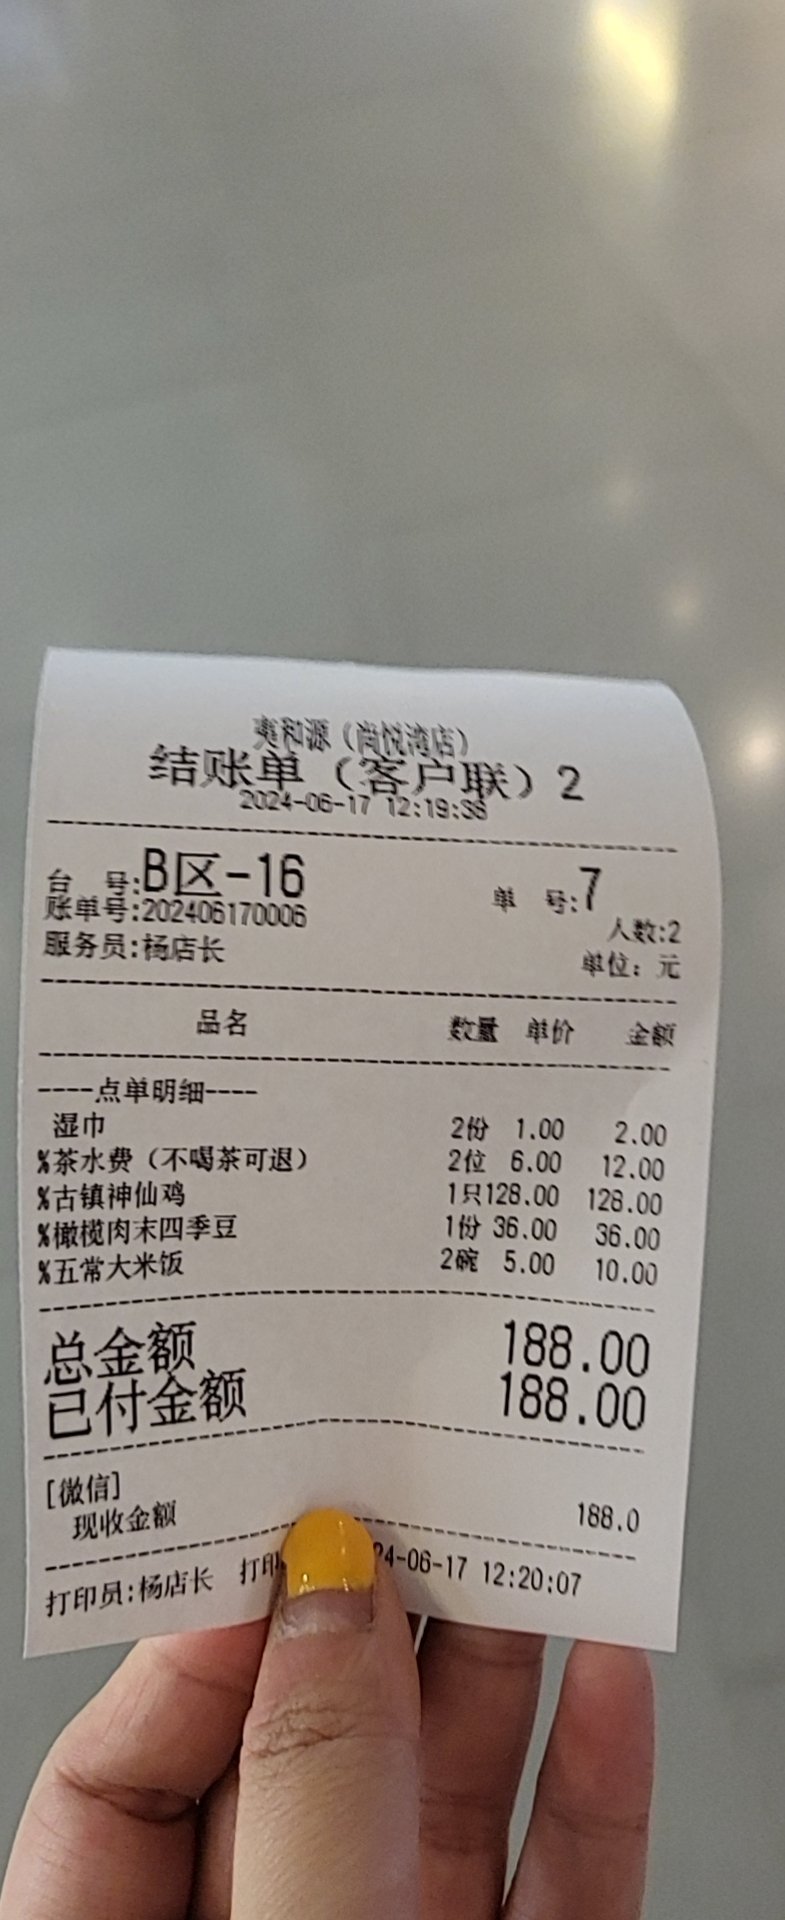 夷和源（尚悦湾店）
结账单（客户联）2
2024-06-17 12:19:38
台 号:B区-16 单 号:7
账单号:202406170006 人数:2
服务员:杨店长 单位：元
品名 数量 单价 金额
----点单明细----
湿巾 2份 1.00 2.00
%茶水费（不喝茶可退） 2位 6.00 12.00
%古镇神仙鸡 1只128.00 128.00
%橄榄肉末四季豆 1份 36.00 36.00
%五常大米饭 2碗 5.00 10.00
总金额 188.00
已付金额 188.00
[微信]
现收金额 188.0
打印员:杨店长 打印 24-06-17 12:20:07